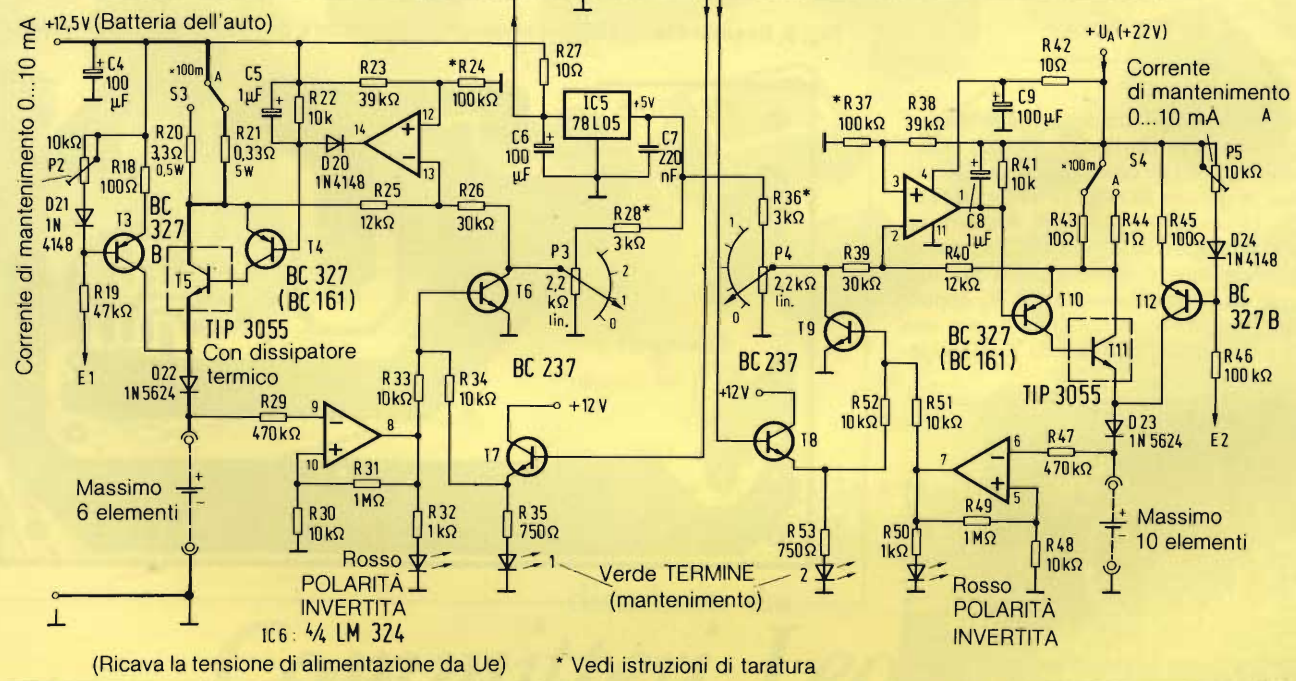 +12,5V (Batteria dell'auto)
Corrente di mantenimento 0...10 mA
C4
+
100
µF
×100m
A
S3
C5
1µF
+
R22
10k
R23
39kΩ
*R24
100kΩ
R27
10Ω
IC5
78L05
+5V
C6
100
µF
+
C7
220
nF
10kΩ
P2
R18
100Ω
R20
3,3Ω
0,5W
R21
0,33Ω
5W
D20
1N4148
14
12
13
+
−
D21
1N
4148
T3
BC
327
B
R25
12kΩ
R26
30kΩ
R28*
3kΩ
T4
BC 327
(BC 161)
T5
R19
47kΩ
E1
TIP 3055
Con dissipatore
termico
T6
BC 237
P3
2,2
kΩ
lin.
2
1
0
D22
1N5624
R29
470kΩ
9
10
8
−
+
R33
10kΩ
R34
10kΩ
+12V
T7
Massimo
6 elementi
+
−
R31
1MΩ
R30
10kΩ
R32
1kΩ
R35
750Ω
Rosso
POLARITÀ
INVERTITA
1
Verde TERMINE
(mantenimento)
2
IC6: 4/4 LM 324
(Ricava la tensione di alimentazione da Ue)
* Vedi istruzioni di taratura
R42
10Ω
+UA (+22V)
Corrente
di mantenimento
0...10 mA
A
C9
100µF
+
*R37
100kΩ
R38
39kΩ
R41
10k
×100m
S4
A
P5
10kΩ
3
2
4
11
1
+
−
C8
1µF
+
R43
10Ω
R44
1Ω
R45
100Ω
D24
1N4148
R36*
3kΩ
1
0
P4
2,2kΩ
lin.
R39
30kΩ
R40
12kΩ
T10
BC 327
(BC 161)
T12
BC
327B
T9
BC 237
T11
TIP 3055
R46
100kΩ
E2
+12V
T8
R52
10kΩ
R51
10kΩ
D23
1N5624
7
6
5
−
+
R47
470kΩ
R49
1MΩ
R48
10kΩ
R53
750Ω
R50
1kΩ
Massimo
10 elementi
+
−
Rosso
POLARITÀ
INVERTITA